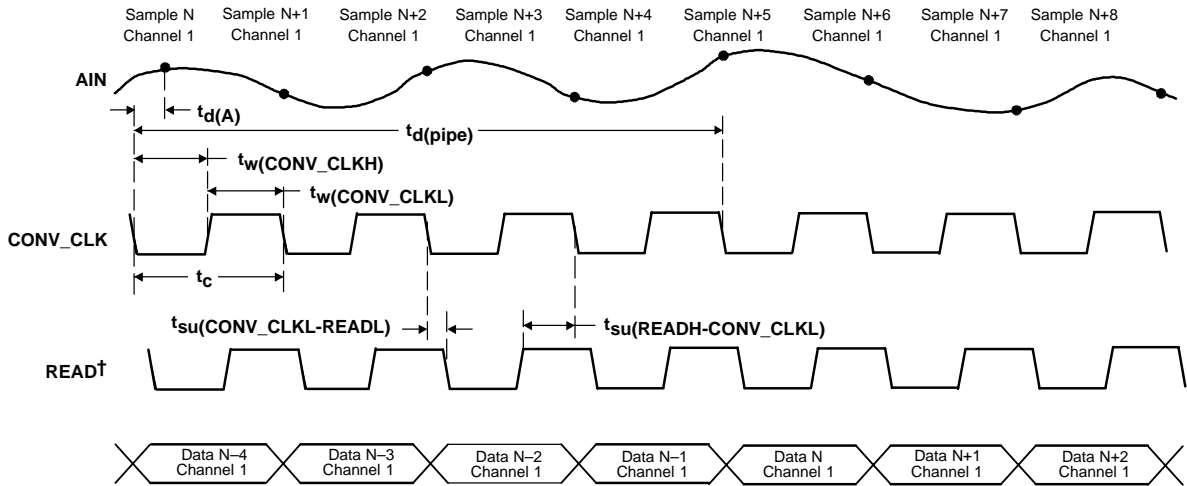 Sample N Sample N+1 Sample N+2 Sample N+3 Sample N+4 Sample N+5 Sample N+6 Sample N+7 Sample N+8
Channel 1 Channel 1 Channel 1 Channel 1 Channel 1 Channel 1 Channel 1 Channel 1 Channel 1
AIN
td(A)
td(pipe)
tw(CONV_CLKH)
tw(CONV_CLKL)
CONV_CLK
tc
tsu(CONV_CLKL-READL) tsu(READH-CONV_CLKL)
READ†
Data N–4 Data N–3 Data N–2 Data N–1 Data N Data N+1 Data N+2
Channel 1 Channel 1 Channel 1 Channel 1 Channel 1 Channel 1 Channel 1